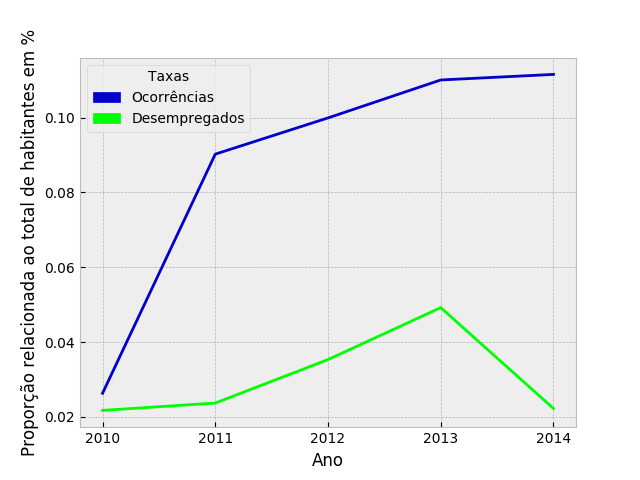 Proporção relacionada ao total de habitantes em %
Taxas
Ocorrências
Desempregados
0.10
0.08
0.06
0.04
0.02
2010 2011 2012 2013 2014
Ano